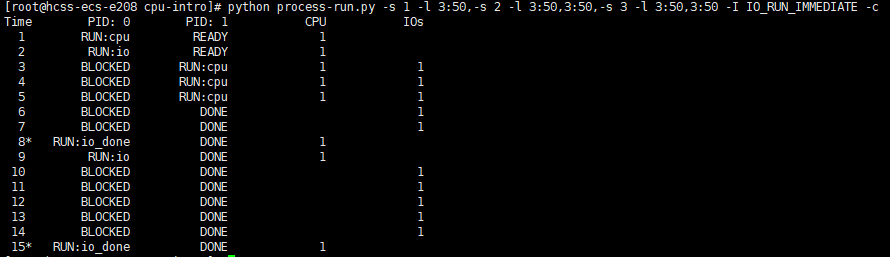 [root@hcss-ecs-e208 cpu-intro]# python process-run.py -s 1 -l 3:50,-s 2 -l 3:50,3:50,-s 3 -l 3:50,3:50 -I IO_RUN_IMMEDIATE -c
Time PID: 0 PID: 1 CPU IOs
1 RUN:cpu READY 1
2 RUN:io READY 1
3 BLOCKED RUN:cpu 1 1
4 BLOCKED RUN:cpu 1 1
5 BLOCKED RUN:cpu 1 1
6 BLOCKED DONE 1
7 BLOCKED DONE 1
8* RUN:io_done DONE 1
9 RUN:io DONE 1
10 BLOCKED DONE 1
11 BLOCKED DONE 1
12 BLOCKED DONE 1
13 BLOCKED DONE 1
14 BLOCKED DONE 1
15* RUN:io_done DONE 1